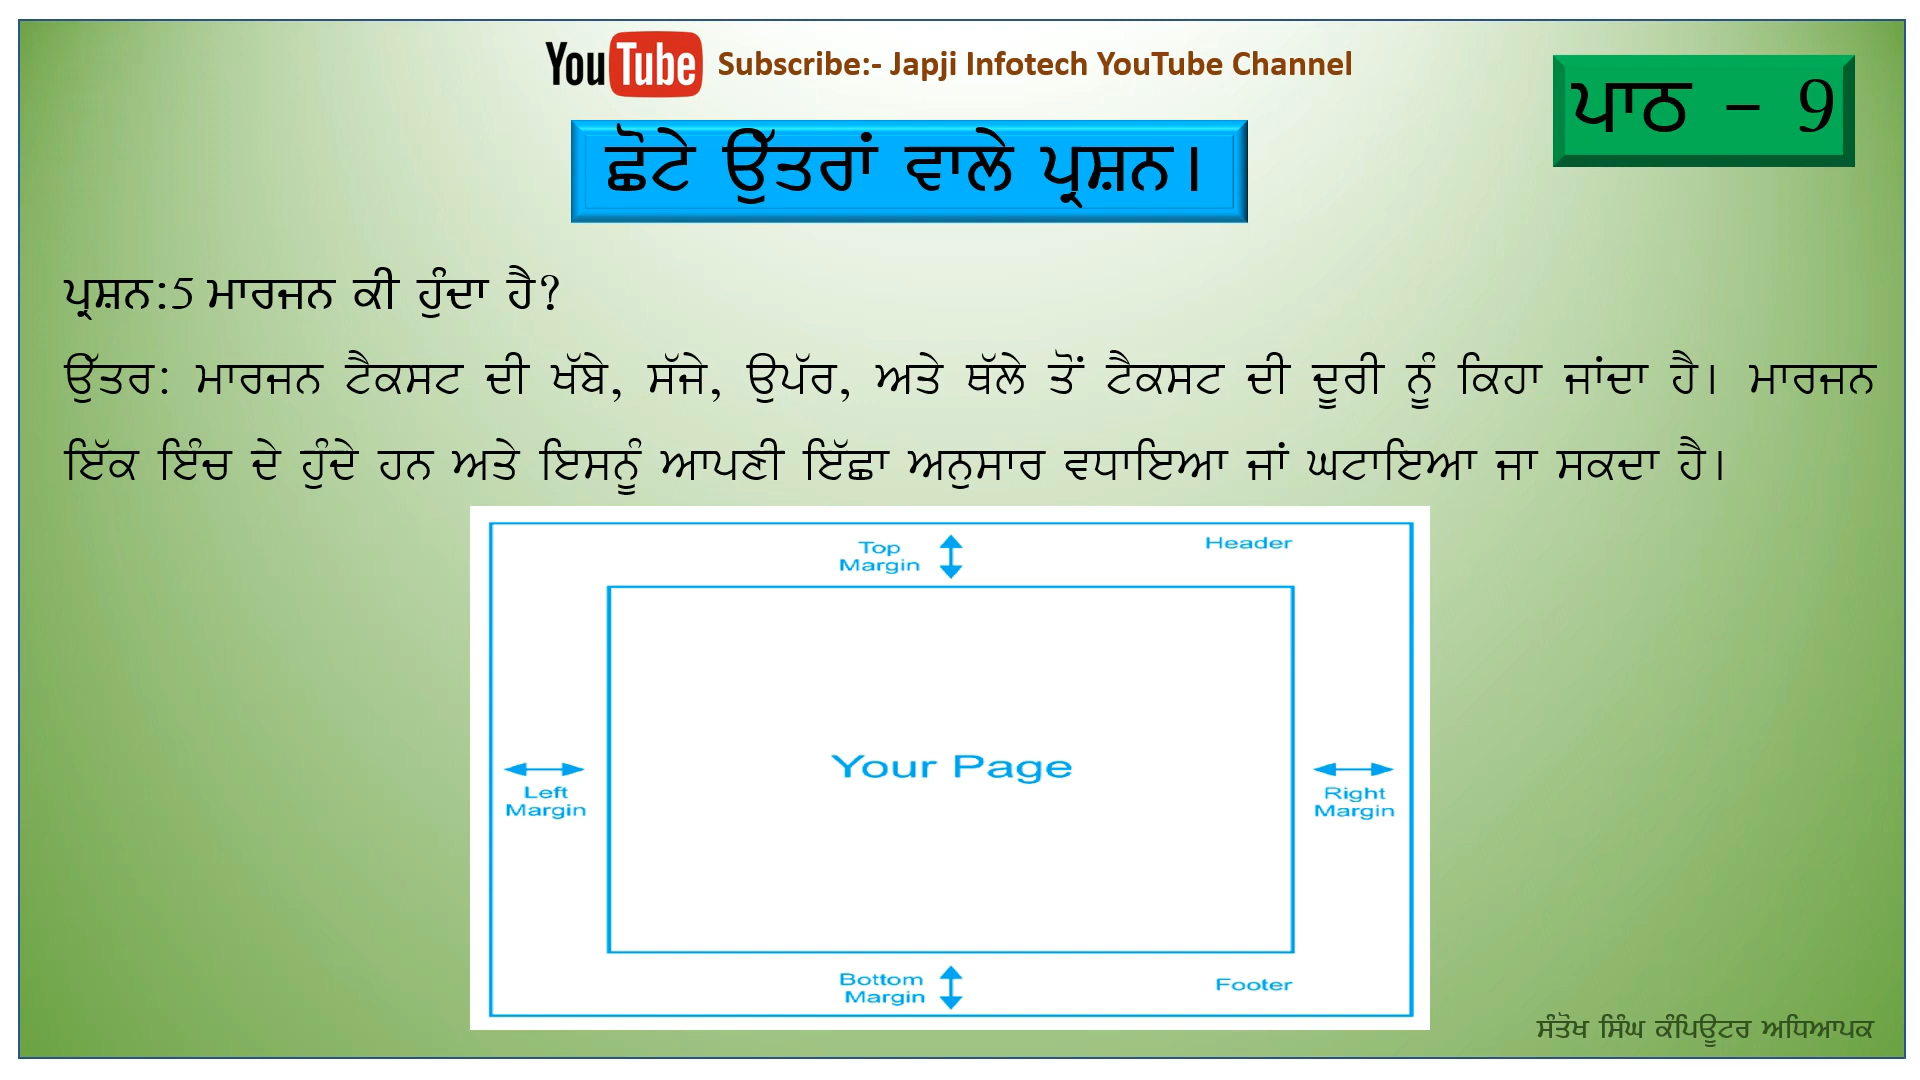 YouTube Subscribe:- Japji Infotech YouTube Channel
ਪਾਠ - 9
ਛੋਟੇ ਉੱਤਰਾਂ ਵਾਲੇ ਪ੍ਰਸ਼ਨ।
ਪ੍ਰਸ਼ਨ:5 ਮਾਰਜਨ ਕੀ ਹੁੰਦਾ ਹੈ?
ਉੱਤਰ: ਮਾਰਜਨ ਟੈਕਸਟ ਦੀ ਖੱਬੇ, ਸੱਜੇ, ਉਪੱਰ, ਅਤੇ ਥੱਲੇ ਤੋਂ ਟੈਕਸਟ ਦੀ ਦੂਰੀ ਨੂੰ ਕਿਹਾ ਜਾਂਦਾ ਹੈ। ਮਾਰਜਨ
ਇੱਕ ਇੰਚ ਦੇ ਹੁੰਦੇ ਹਨ ਅਤੇ ਇਸਨੂੰ ਆਪਣੀ ਇੱਛਾ ਅਨੁਸਾਰ ਵਧਾਇਆ ਜਾਂ ਘਟਾਇਆ ਜਾ ਸਕਦਾ ਹੈ।
Top
Margin
Header
Your Page
Left
Margin
Right
Margin
Bottom
Margin
Footer
ਸੰਤੋਖ ਸਿੰਘ ਕੰਪਿਊਟਰ ਅਧਿਆਪਕ